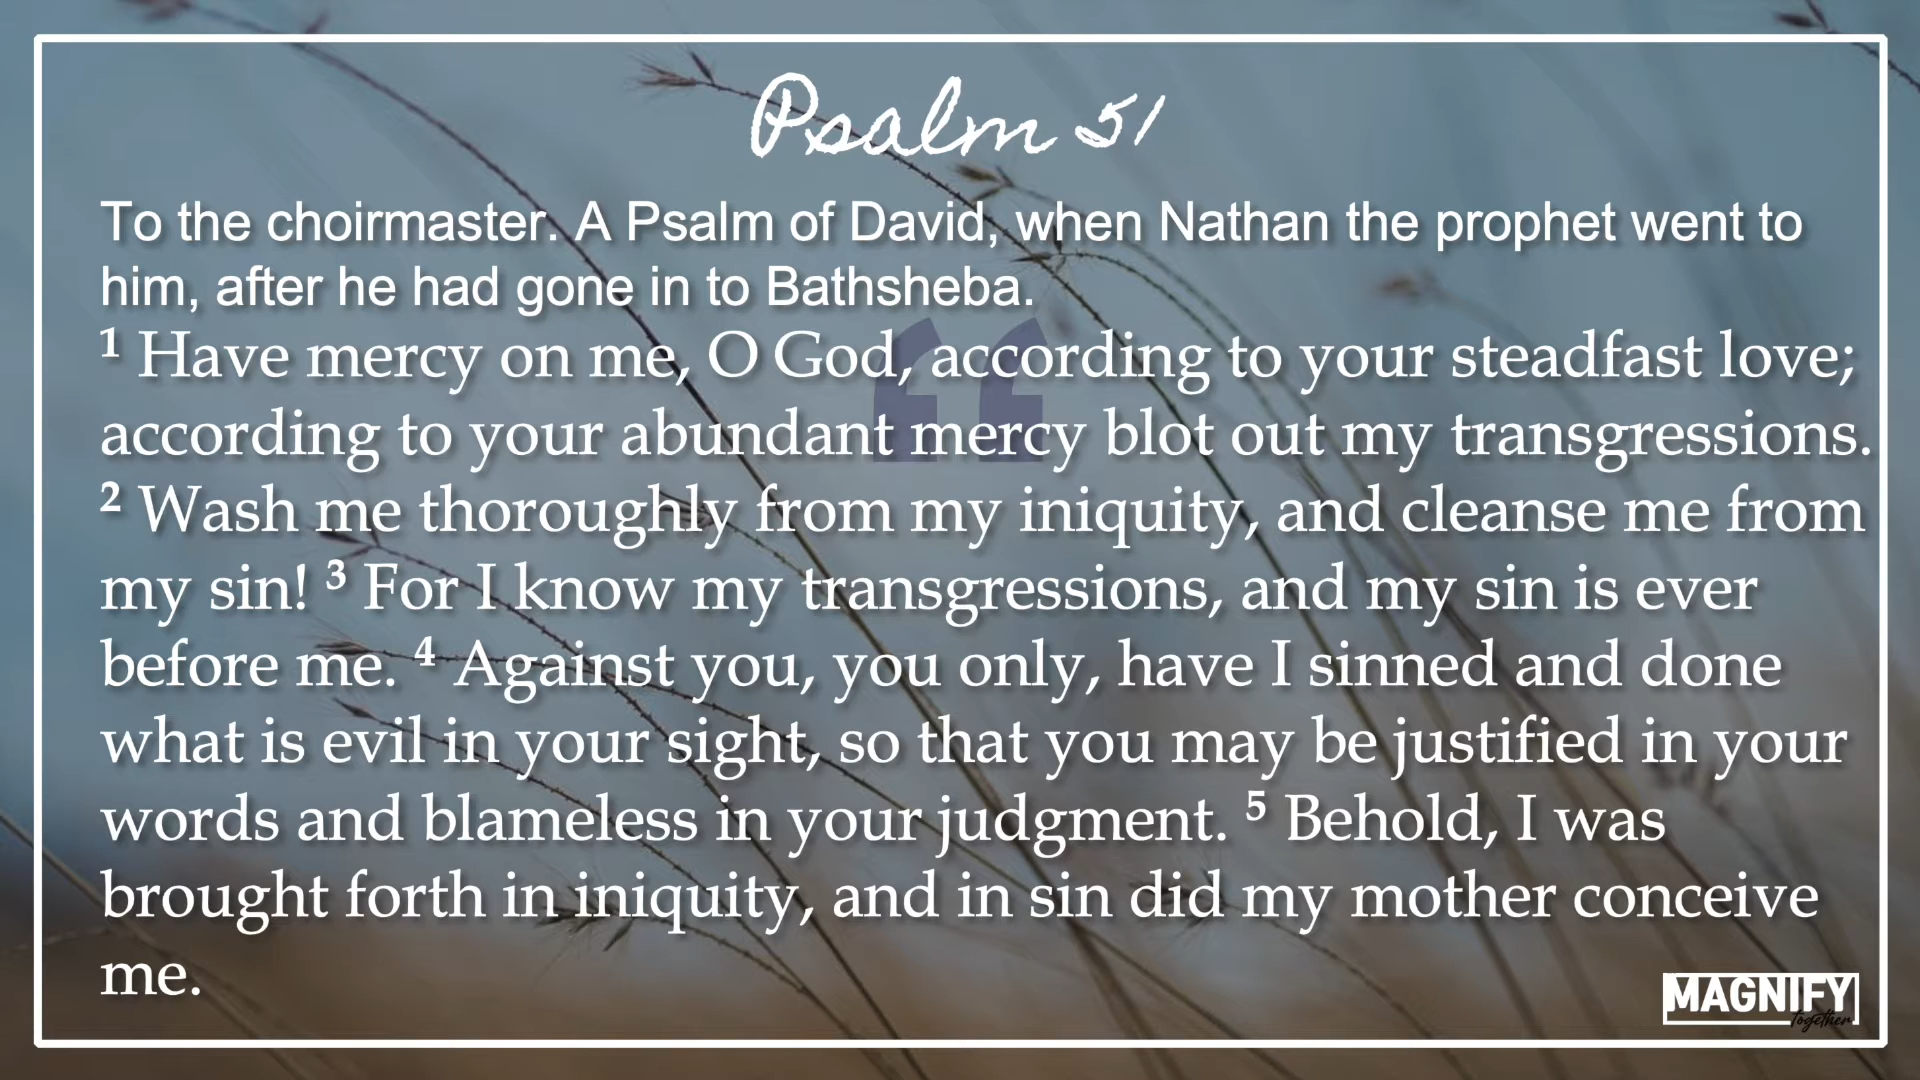 Psalm 51
To the choirmaster. A Psalm of David, when Nathan the prophet went to
him, after he had gone in to Bathsheba.
¹ Have mercy on me, O God, according to your steadfast love;
according to your abundant mercy blot out my transgressions.
² Wash me thoroughly from my iniquity, and cleanse me from
my sin! ³ For I know my transgressions, and my sin is ever
before me. ⁴ Against you, you only, have I sinned and done
what is evil in your sight, so that you may be justified in your
words and blameless in your judgment. ⁵ Behold, I was
brought forth in iniquity, and in sin did my mother conceive
me.
MAGNIFY
together